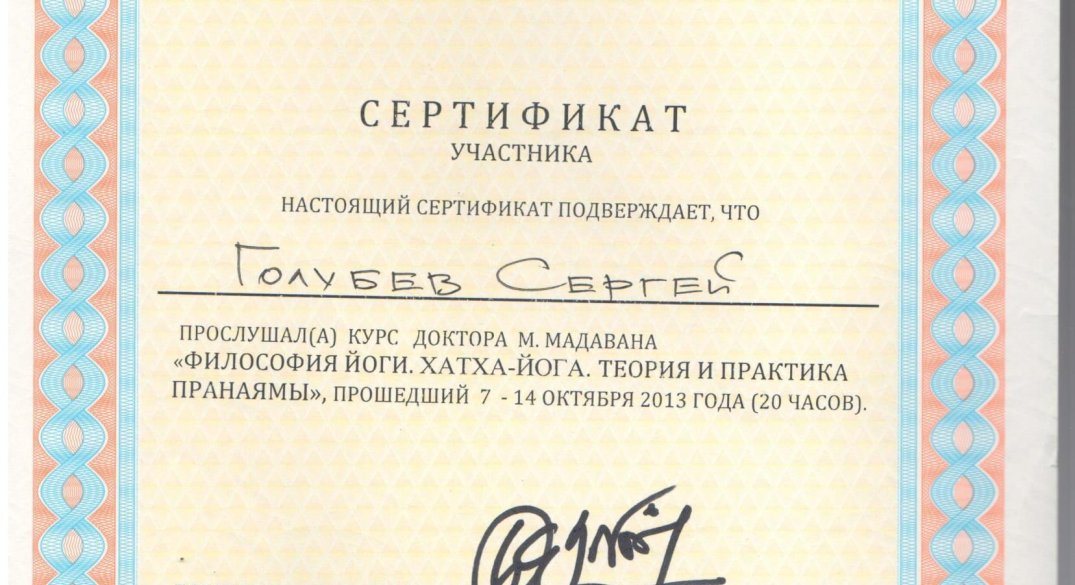 СЕРТИФИКАТ
УЧАСТНИКА
НАСТОЯЩИЙ СЕРТИФИКАТ ПОДВЕРЖДАЕТ, ЧТО
ГОЛУБЕВ СЕРГЕЙ
ПРОСЛУШАЛ(А) КУРС ДОКТОРА М. МАДАВАНА
«ФИЛОСОФИЯ ЙОГИ. ХАТХА-ЙОГА. ТЕОРИЯ И ПРАКТИКА
ПРАНАЯМЫ», ПРОШЕДШИЙ 7 - 14 ОКТЯБРЯ 2013 ГОДА (20 ЧАСОВ).